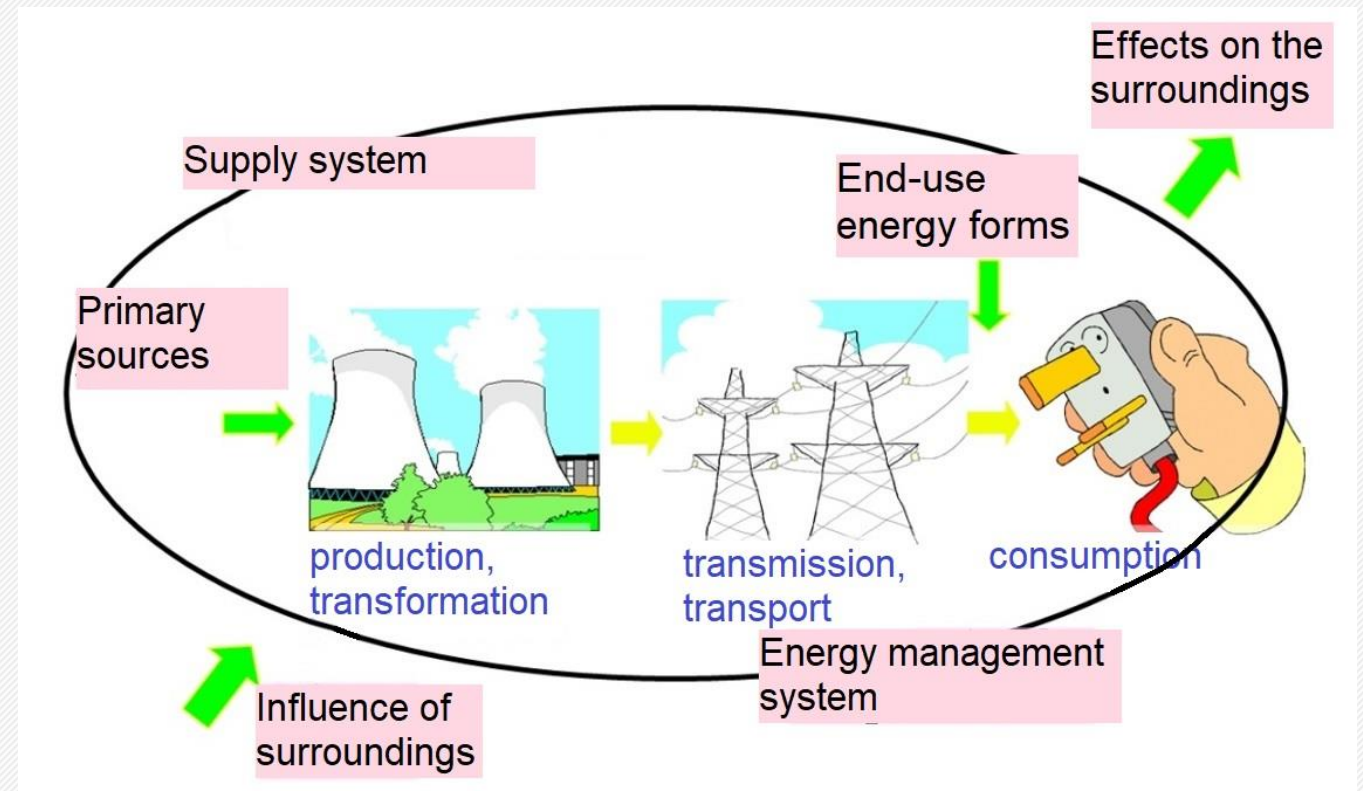 Effects on the
surroundings
Supply system
End-use
energy forms
Primary
sources
production,
transformation
transmission,
transport
consumption
Energy management
system
Influence of
surroundings